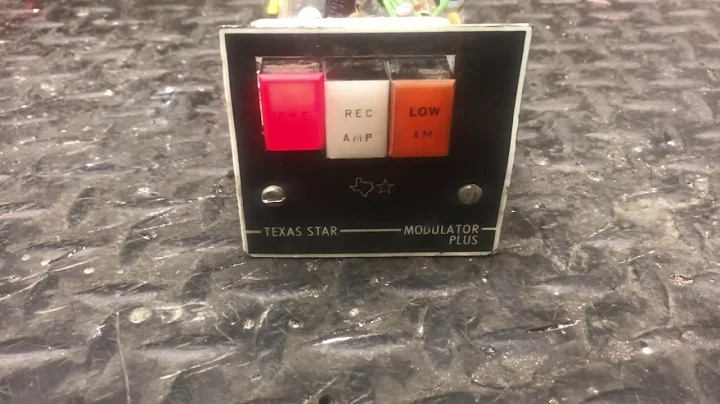 REC
AMP
LOW
AM
TEXAS STAR
MODULATOR
PLUS